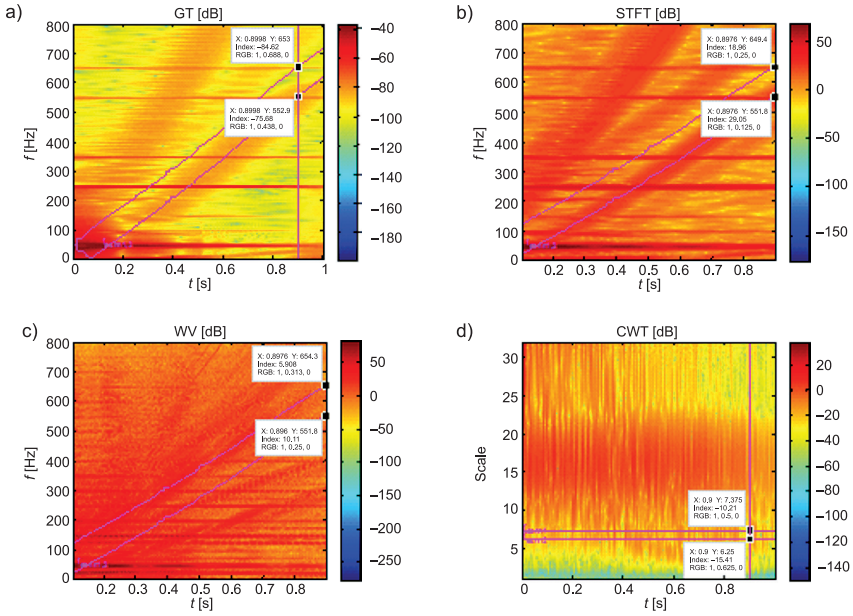 a)
GT [dB]
800
700
600
500
400
300
200
100
0
f [Hz]
0
0.2
0.4
0.6
0.8
1
t [s]
X: 0.8998 Y: 653
Index: −84.62
RGB: 1, 0.688, 0
X: 0.8998 Y: 552.9
Index: −75.68
RGB: 1, 0.438, 0
−40
−60
−80
−100
−120
−140
−160
−180
b)
STFT [dB]
800
700
600
500
400
300
200
100
0
f [Hz]
0.2
0.3
0.4
0.5
0.6
0.7
0.8
t [s]
X: 0.8976 Y: 649.4
Index: 18,96
RGB: 1, 0.25, 0
X: 0.8976 Y: 551.8
Index: 29.05
RGB: 1, 0.125, 0
50
0
−50
−100
−150
c)
WV [dB]
800
700
600
500
400
300
200
100
0
f [Hz]
0.2
0.3
0.4
0.5
0.6
0.7
0.8
t [s]
X: 0.8976 Y: 654.3
Index: 5,908
RGB: 1, 0.313, 0
X: 0.896 Y: 551.8
Index: 10.11
RGB: 1, 0.25, 0
50
0
−50
−100
−150
−200
−250
d)
CWT [dB]
30
25
20
15
10
5
Scale
0
0.2
0.4
0.6
0.8
t [s]
X: 0.9 Y: 7,375
Index: −10,21
RGB: 1, 0.5, 0
X: 0.9 Y: 6.25
Index: −15.41
RGB: 1, 0.625, 0
20
0
−20
−40
−60
−80
−100
−120
−140